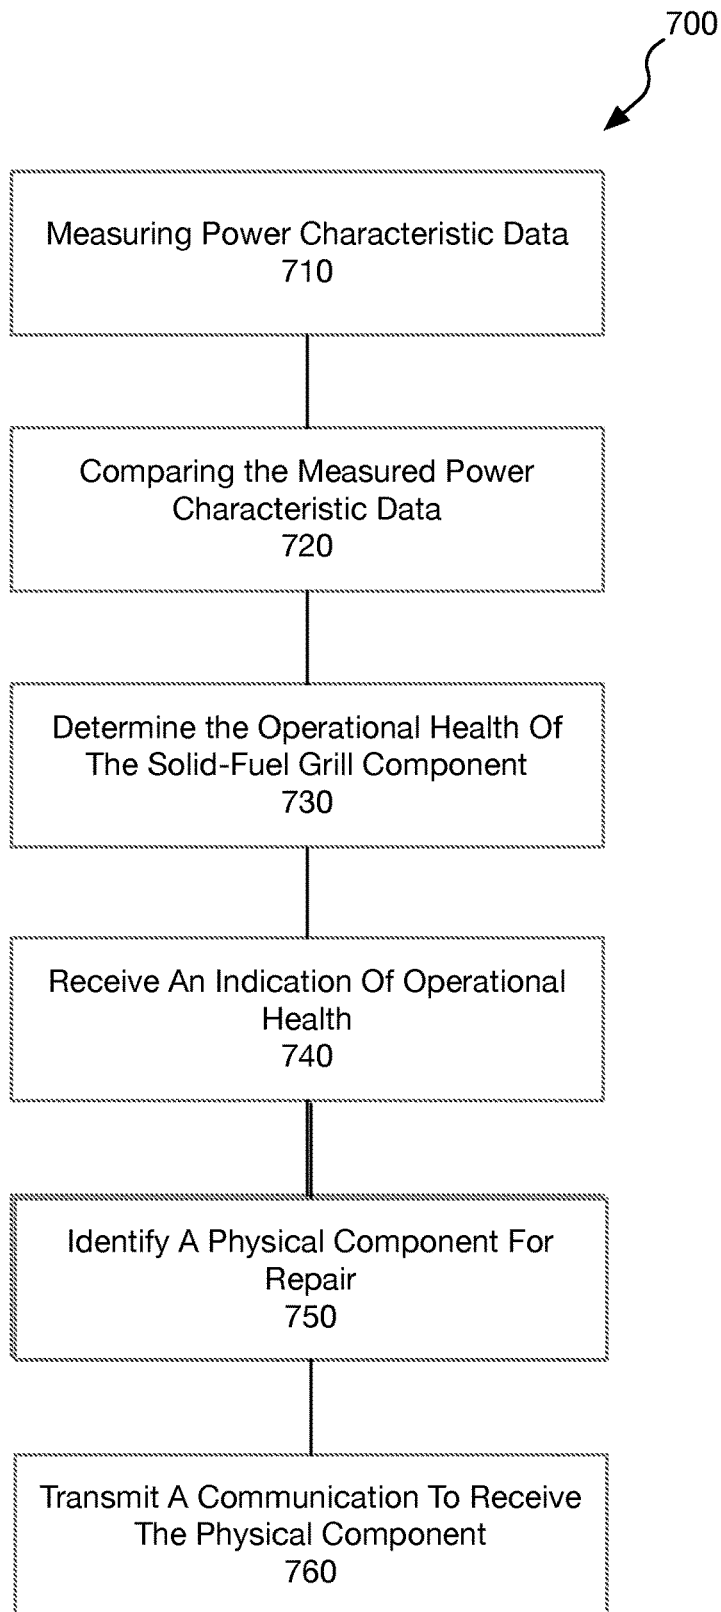 700
Measuring Power Characteristic Data
710
Comparing the Measured Power
Characteristic Data
720
Determine the Operational Health Of
The Solid-Fuel Grill Component
730
Receive An Indication Of Operational
Health
740
Identify A Physical Component For
Repair
750
Transmit A Communication To Receive
The Physical Component
760